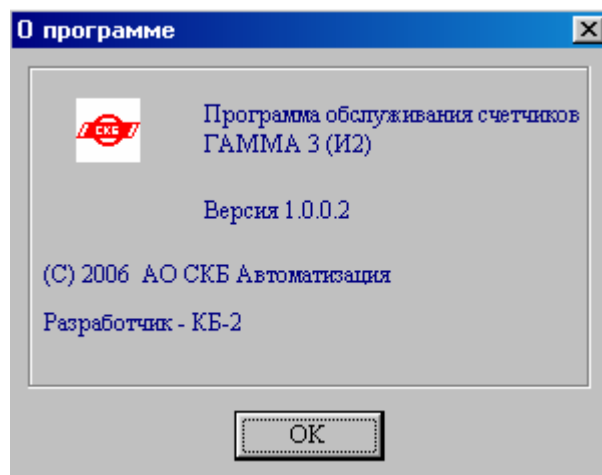 О программе
СКБ
Программа обслуживания счетчиков
ГАММА 3 (И2)
Версия 1.0.0.2
(С) 2006 АО СКБ Автоматизация
Разработчик - КБ-2
OK